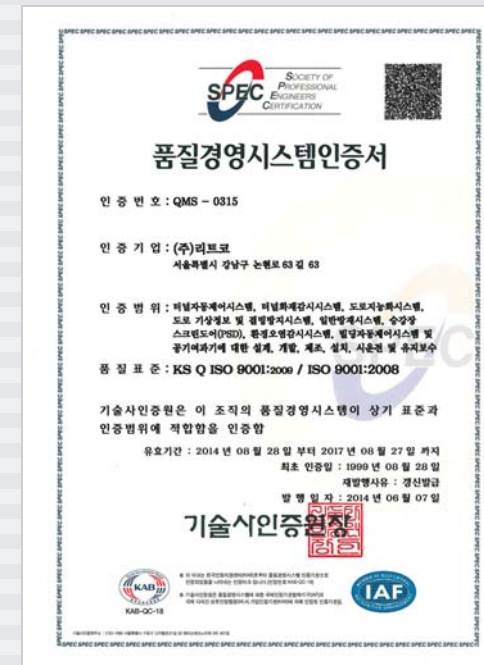 SPEC
SOCIETY OF
PROFESSIONAL
ENGINEERS
CERTIFICATION
품질경영시스템인증서
인 증 번 호 : QMS - 0315
인 증 기 업 : (주)리트코
서울특별시 강남구 논현로 63 길 63
인 증 범 위 : 터널자동제어시스템, 터널화재감시시스템, 도로지능화시스템,
도로 기상정보 및 결빙방지시스템, 일반방재시스템, 승강장
스크린도어(PSD), 환경오염감시시스템, 빌딩자동제어시스템 및
공기여과기에 대한 설계, 개발, 제조, 설치, 시운전 및 유지보수
품 질 표 준 : KS Q ISO 9001:2009 / ISO 9001:2008
기술사인증원은 이 조직의 품질경영시스템이 상기 표준과
인증범위에 적합함을 인증함
유효기간 : 2014 년 08 월 28 일 부터 2017 년 08 월 27 일 까지
최초 인증일 : 1999 년 08 월 28 일
재발행사유 : 갱신발급
발 행 일 자 : 2014 년 06 월 07 일
기술사인증원장
KAB
KAB-QC-18
IAF